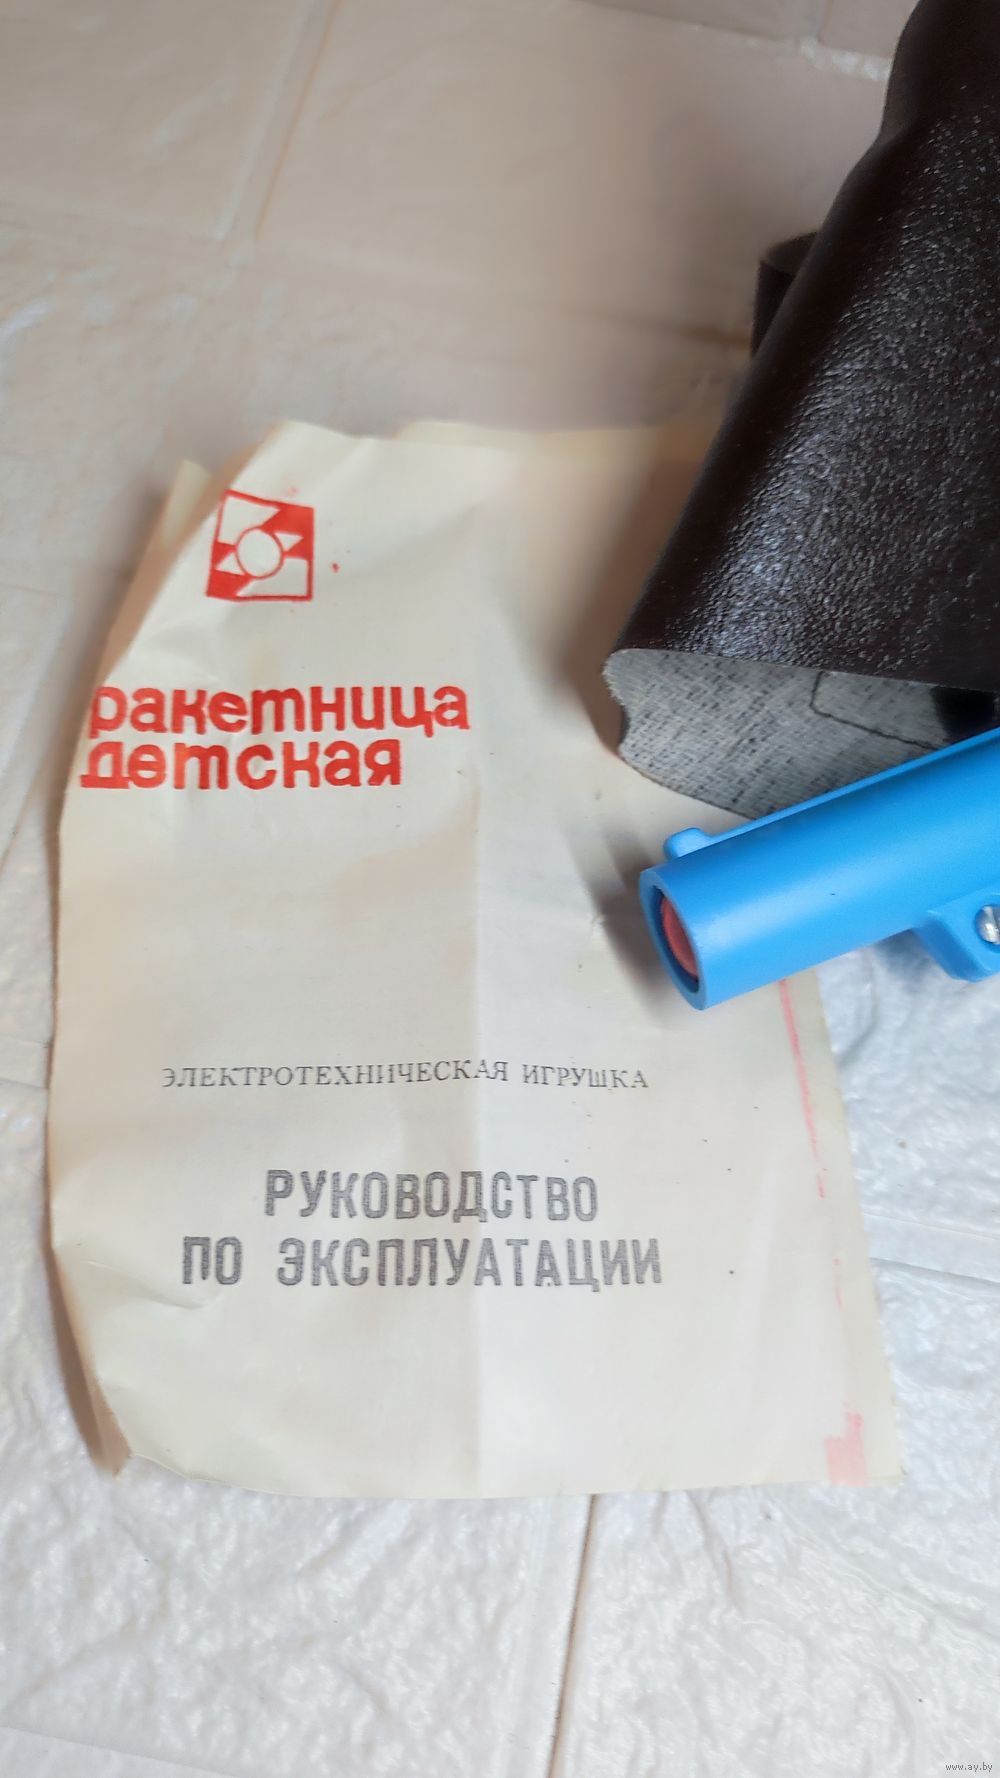 ракетница
детская
ЭЛЕКТРОТЕХНИЧЕСКАЯ ИГРУШКА
РУКОВОДСТВО
ПО ЭКСПЛУАТАЦИИ
www.ay.by